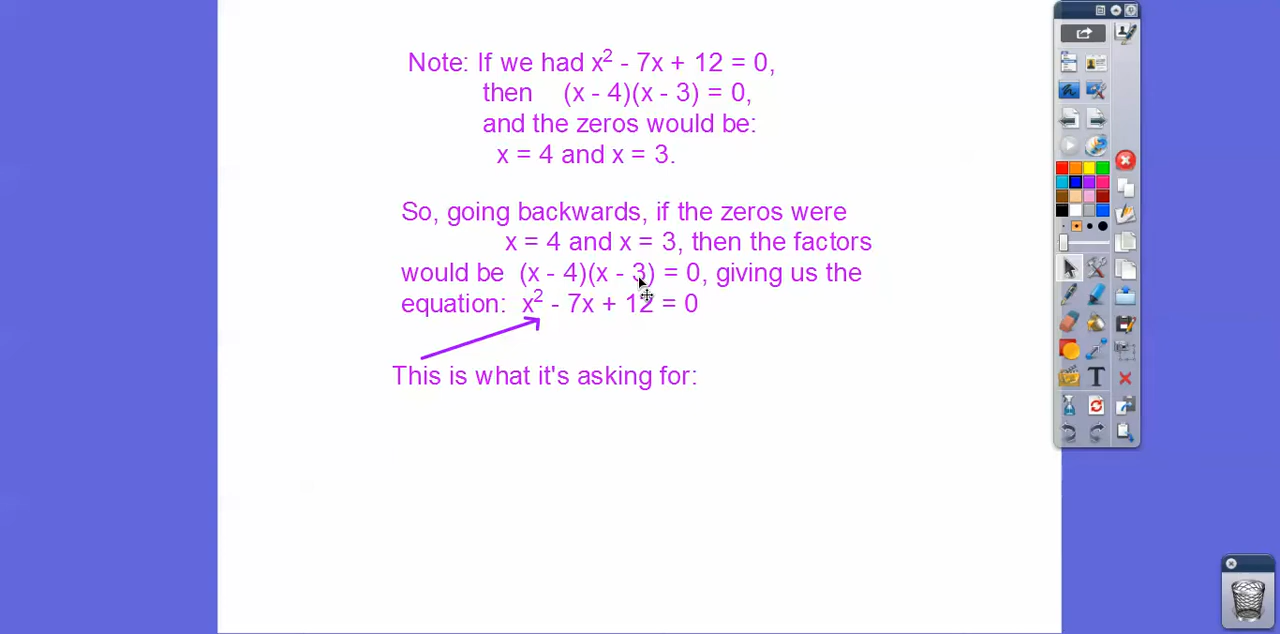 Note: If we had x² - 7x + 12 = 0,
then (x - 4)(x - 3) = 0,
and the zeros would be:
x = 4 and x = 3.
So, going backwards, if the zeros were
x = 4 and x = 3, then the factors
would be (x - 4)(x - 3) = 0, giving us the
equation: x² - 7x + 12 = 0
This is what it's asking for: